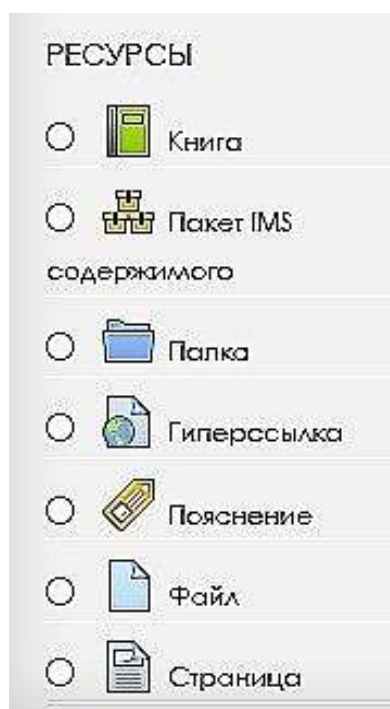 РЕСУРСЫ
Книга
Пакет IMS
содержимого
Папка
Гиперссылка
Пояснение
Файл
Страница